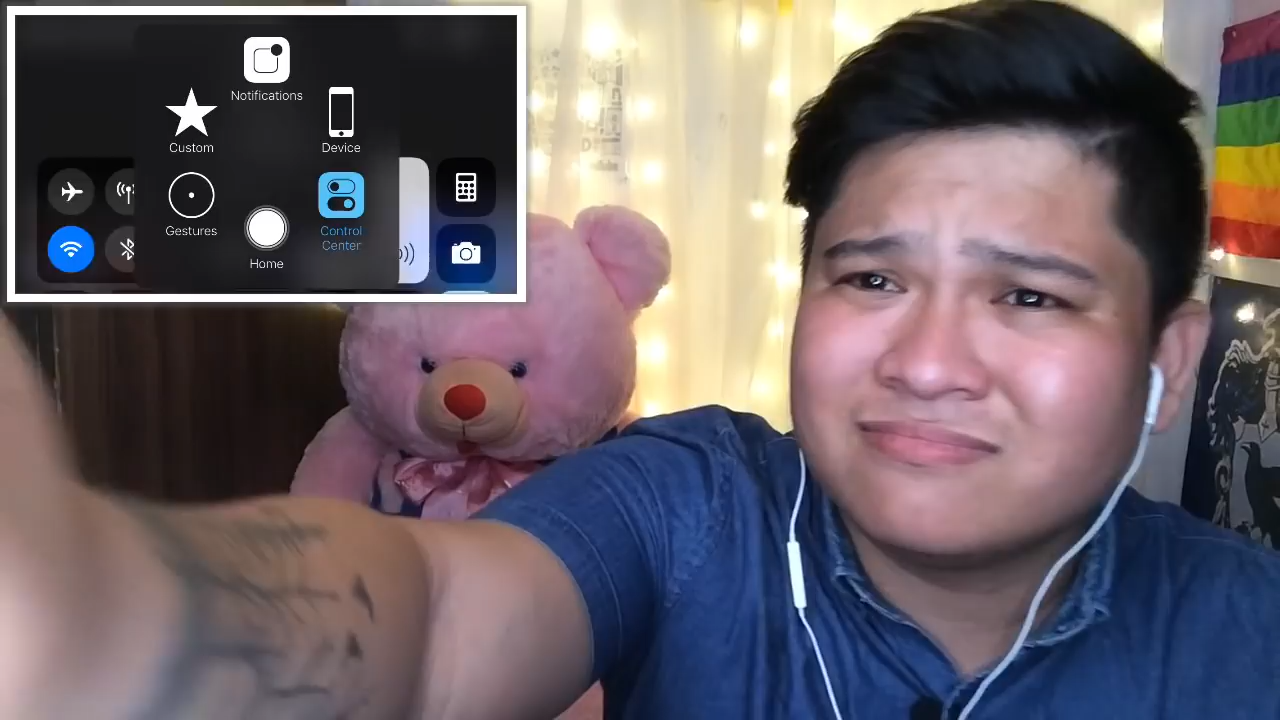 Notifications
Custom
Device
Gestures
Control
Center
Home